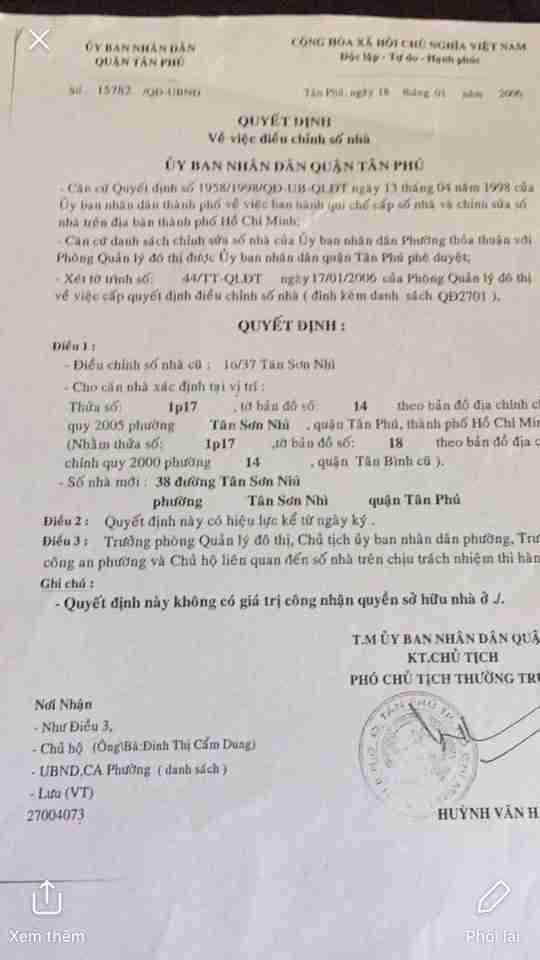 ỦY BAN NHÂN DÂN
QUẬN TÂN PHÚ
CỘNG HÒA XÃ HỘI CHỦ NGHĨA VIỆT NAM
Độc lập - Tự do - Hạnh phúc
Số : 15782 /QĐ-UBND
Tân Phú, ngày 18 tháng 01 năm 2006
QUYẾT ĐỊNH
Về việc điều chỉnh số nhà
ỦY BAN NHÂN DÂN QUẬN TÂN PHÚ
- Căn cứ Quyết định số 1958/1998/QĐ-UB-QLĐT ngày 13 tháng 04 năm 1998 của
Ủy ban nhân dân thành phố về việc ban hành qui chế cấp số nhà và chỉnh sửa số
nhà trên địa bàn thành phố Hồ Chí Minh;
- Căn cứ danh sách chỉnh sửa số nhà của Ủy ban nhân dân Phường thỏa thuận với
Phòng Quản lý đô thị được Ủy ban nhân dân quận Tân Phú phê duyệt;
- Xét tờ trình số: 44/TT-QLĐT ngày 17/01/2006 của Phòng Quản lý đô thị
về việc cấp quyết định điều chỉnh số nhà ( đính kèm danh sách QĐ2701 ).
QUYẾT ĐỊNH :
Điều 1 :
- Điều chỉnh số nhà cũ : 16/37 Tân Sơn Nhì
- Cho căn nhà xác định tại vị trí :
Thửa số: 1p17 , tờ bản đồ số: 14 theo bản đồ địa chính c
quy 2005 phường Tân Sơn Nhì , quận Tân Phú, thành phố Hồ Chí Min
(Nhằm thửa số: 1p17 ,tờ bản đồ số: 18 theo bản đồ địa c
chính quy 2000 phường 14 , quận Tân Bình cũ ).
- Số nhà mới : 38 đường Tân Sơn Nhì
phường Tân Sơn Nhì quận Tân Phú
Điều 2 : Quyết định này có hiệu lực kể từ ngày ký .
Điều 3 : Trưởng phòng Quản lý đô thị, Chủ tịch ủy ban nhân dân phường, Trư
công an phường và Chủ hộ liên quan đến số nhà trên chịu trách nhiệm thi hàn
Ghi chú :
- Quyết định này không có giá trị công nhận quyền sở hữu nhà ở ./.
T.M ỦY BAN NHÂN DÂN QUẬ
KT.CHỦ TỊCH
PHÓ CHỦ TỊCH THƯỜNG TRỰ
Nơi Nhận
- Như Điều 3,
- Chủ hộ (Ông\Bà:Đinh Thị Cẩm Dung)
- UBND,CA Phường ( danh sách )
- Lưu (VT)
27004073
HUỲNH VĂN H
Xem thêm
Phối lại